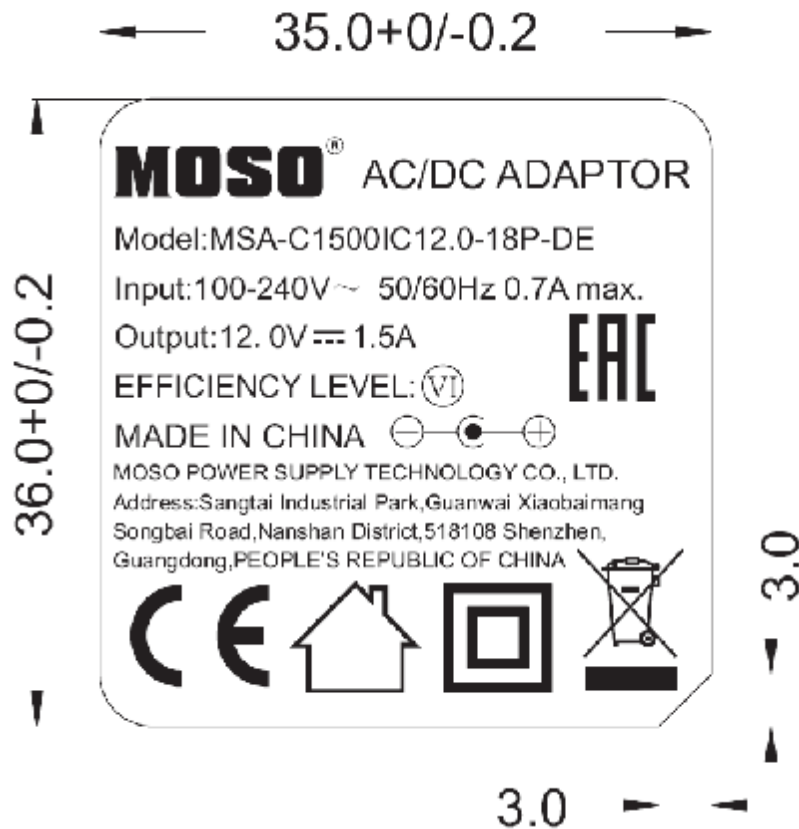 35.0+0/-0.2
36.0+0/-0.2
MOSO® AC/DC ADAPTOR
Model:MSA-C1500IC12.0-18P-DE
Input:100-240V～ 50/60Hz 0.7A max.
Output:12. 0V⎓ 1.5A
EAC
EFFICIENCY LEVEL: VI
MADE IN CHINA
MOSO POWER SUPPLY TECHNOLOGY CO., LTD.
Address:Sangtai Industrial Park,Guanwai Xiaobaimang
Songbai Road,Nanshan District,518108 Shenzhen,
Guangdong,PEOPLE'S REPUBLIC OF CHINA
CE
3.0
3.0